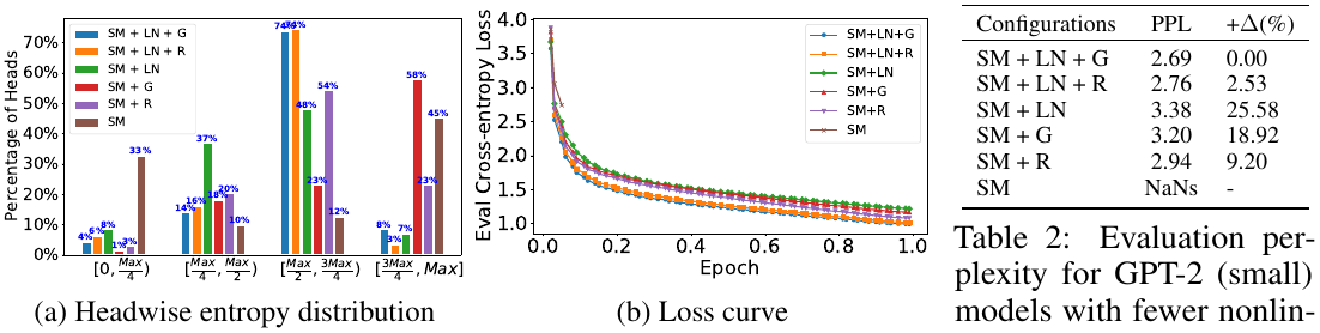 Percentage of Heads
70%
60%
50%
40%
30%
20%
10%
0%
SM + LN + G
SM + LN + R
SM + LN
SM + G
SM + R
SM
4%
6%
8%
1%
3%
33%
14%
16%
37%
18%
20%
10%
74%
74%
48%
23%
54%
12%
8%
3%
7%
58%
23%
45%
[0, Max/4)
[Max/4, Max/2)
[Max/2, 3Max/4)
[3Max/4, Max]
(a) Headwise entropy distribution
Eval Cross-entropy Loss
4.0
3.5
3.0
2.5
2.0
1.5
1.0
SM+LN+G
SM+LN+R
SM+LN
SM+G
SM+R
SM
0.0 0.2 0.4 0.6 0.8 1.0
Epoch
(b) Loss curve
Configurations PPL +Δ(%)
SM + LN + G 2.69 0.00
SM + LN + R 2.76 2.53
SM + LN 3.38 25.58
SM + G 3.20 18.92
SM + R 2.94 9.20
SM NaNs -
Table 2: Evaluation per-
plexity for GPT-2 (small)
models with fewer nonlin-